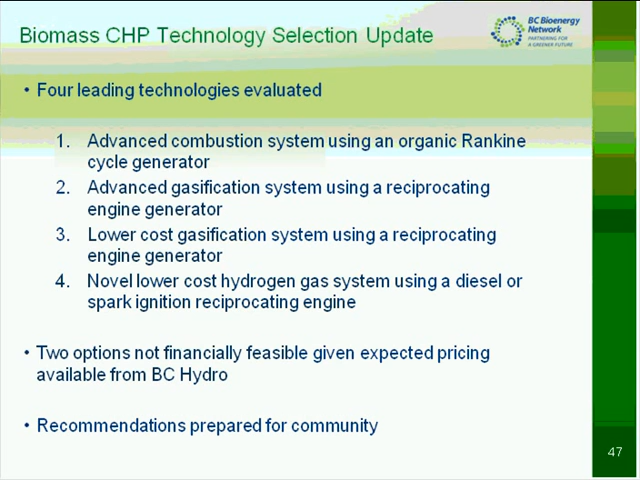 Biomass CHP Technology Selection Update
BC Bioenergy
Network
PARTNERING FOR
A GREENER FUTURE
• Four leading technologies evaluated
1. Advanced combustion system using an organic Rankine
cycle generator
2. Advanced gasification system using a reciprocating
engine generator
3. Lower cost gasification system using a reciprocating
engine generator
4. Novel lower cost hydrogen gas system using a diesel or
spark ignition reciprocating engine
• Two options not financially feasible given expected pricing
available from BC Hydro
• Recommendations prepared for community
47